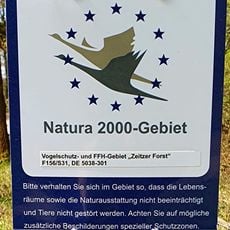 Natura 2000-Gebiet
Vogelschutz- und FFH-Gebiet „Zeitzer Forst"
F156/S31, DE 5038-301
Bitte verhalten Sie sich im Gebiet so, dass die Lebens-
räume sowie die Naturausstattung nicht beeinträchtigt
und Tiere nicht gestört werden. Achten Sie auf mögliche
zusätzliche Beschilderungen spezieller Schutzzonen.